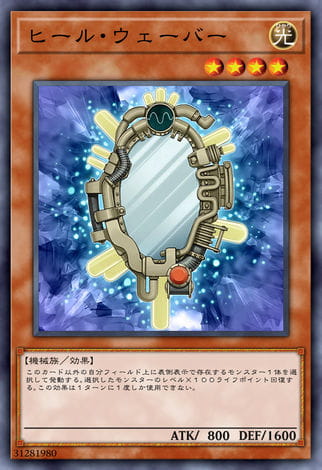 ヒール・ウェーバー
光
【機械族／効果】
このカード以外の自分フィールド上に表側表示で存在するモンスター１体を選
択して発動する。選択したモンスターのレベル×１００ライフポイント回復す
る。この効果は１ターンに１度しか使用できない。
ATK/ 800 DEF/1600
31281980